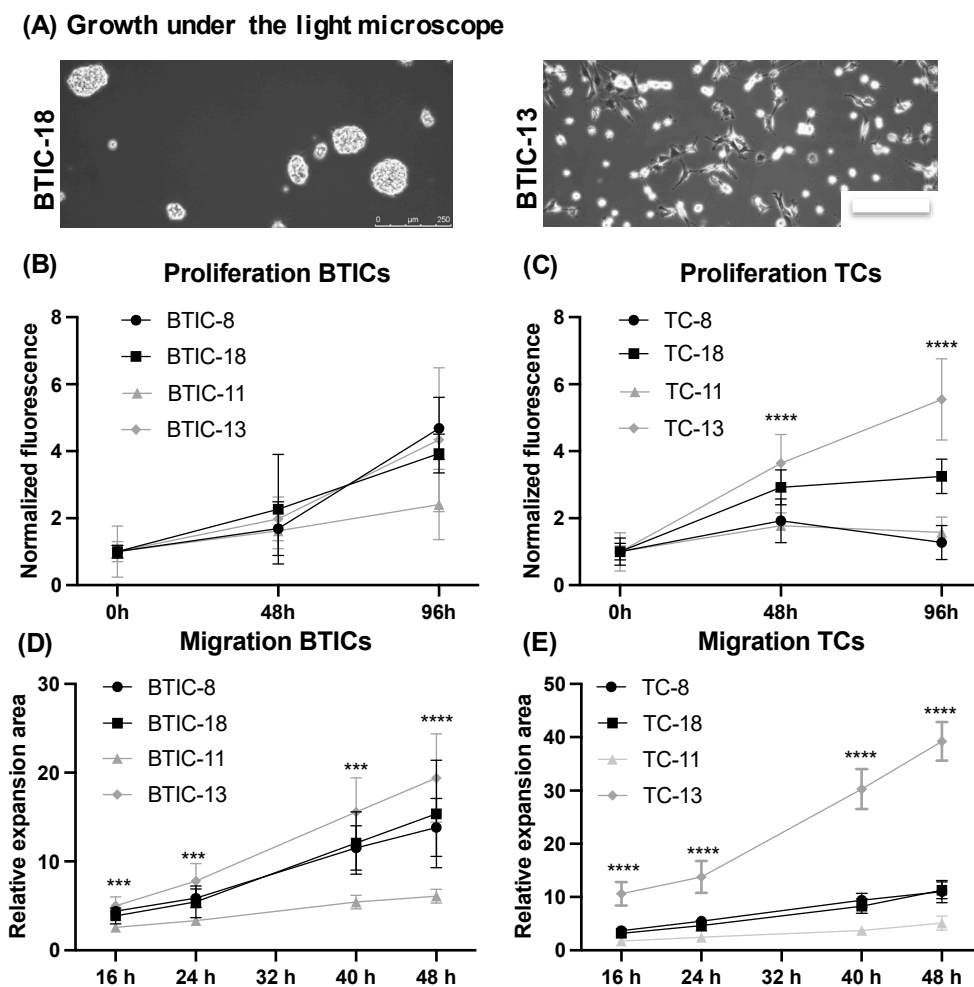 (A) Growth under the light microscope
BTIC-18
0 µm 250
BTIC-13
(B) Proliferation BTICs
Normalized fluorescence
8
6
4
2
0
BTIC-8
BTIC-18
BTIC-11
BTIC-13
0h 48h 96h
(C) Proliferation TCs
Normalized fluorescence
8
6
4
2
0
TC-8
TC-18
TC-11
TC-13
****
****
0h 48h 96h
(D) Migration BTICs
Relative expansion area
30
20
10
0
BTIC-8
BTIC-18
BTIC-11
BTIC-13
***
***
***
****
16 h 24 h 32 h 40 h 48 h
(E) Migration TCs
Relative expansion area
50
40
30
20
10
0
TC-8
TC-18
TC-11
TC-13
****
****
****
****
16 h 24 h 32 h 40 h 48 h